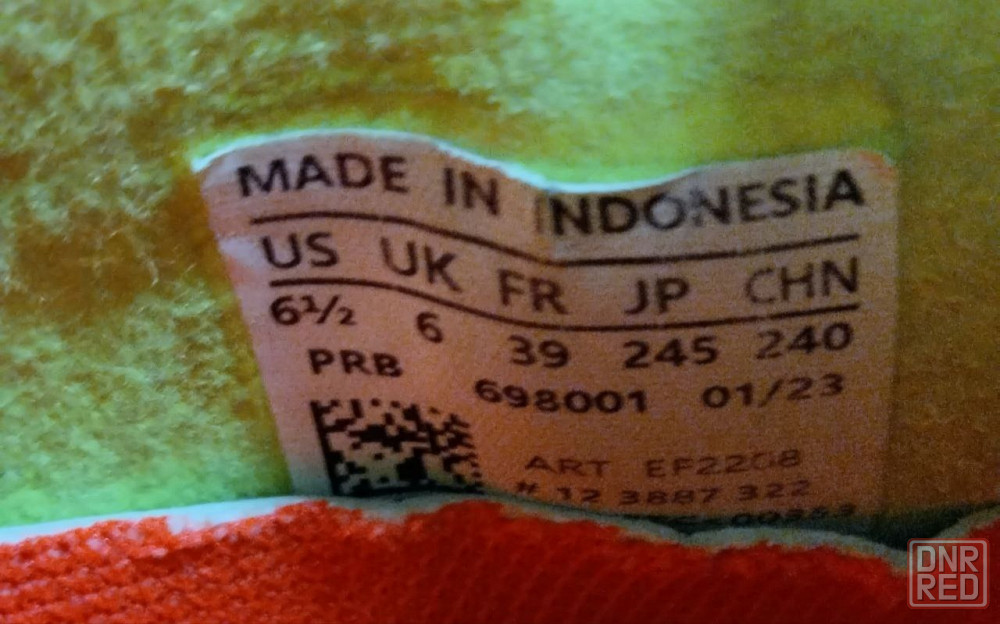 MADE IN INDONESIA
US UK FR JP CHN
6½ 6 39 245 240
PRB 698001 01/23
ART EF2208
# 12 3887 322
DNR
RED